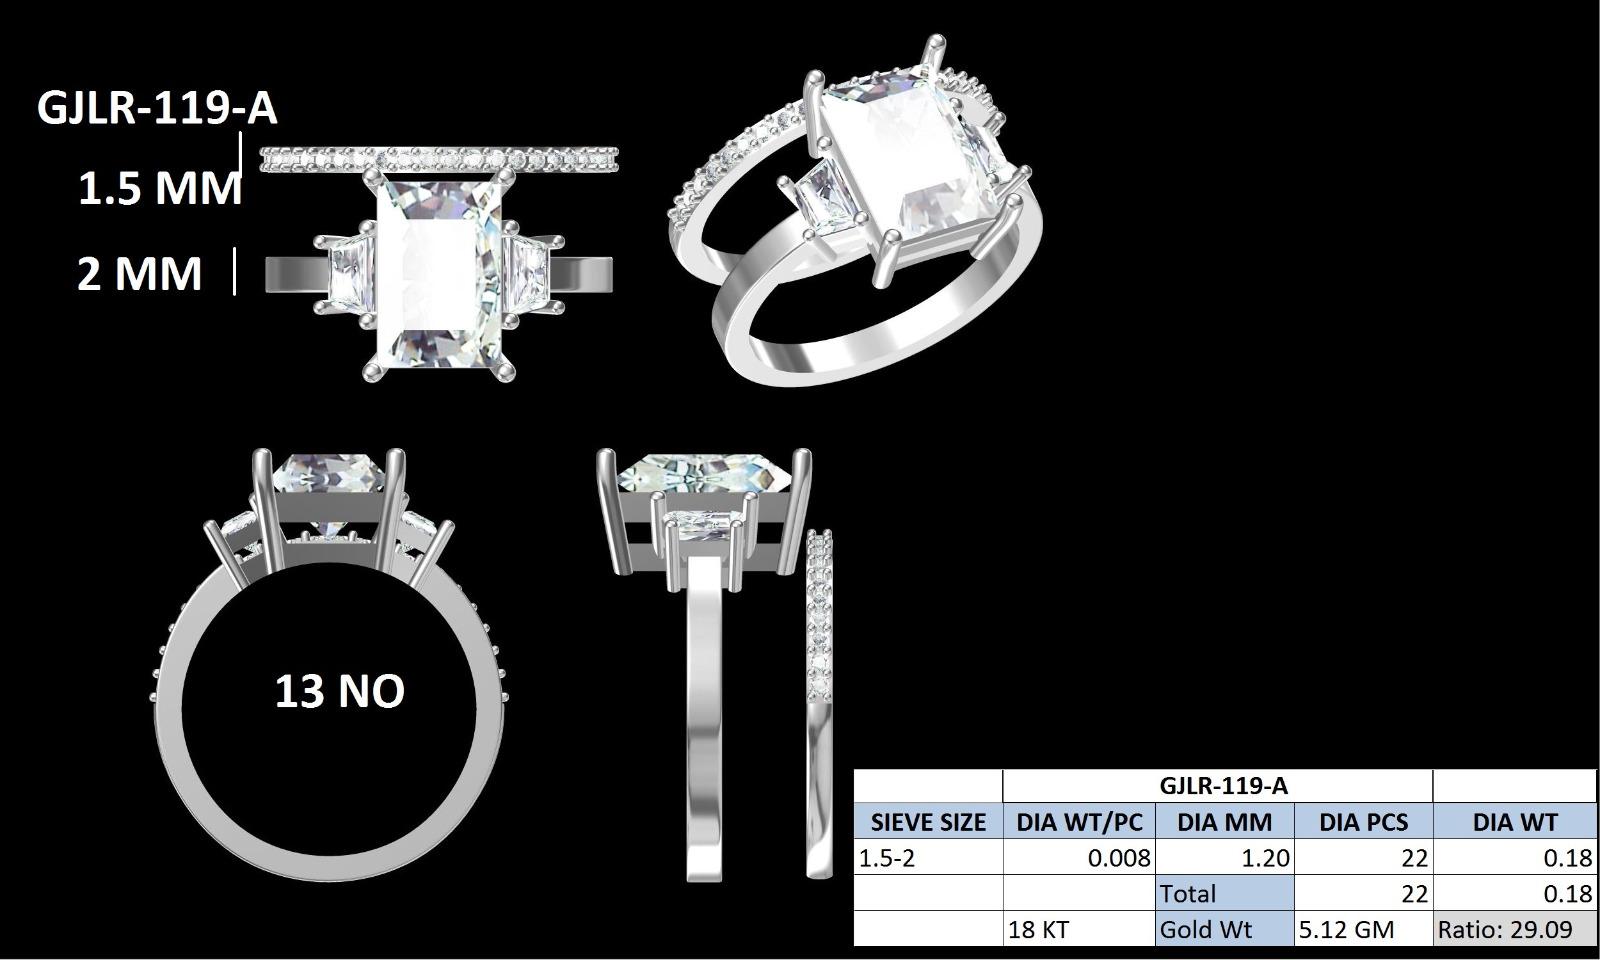 GJLR-119-A
1.5 MM
2 MM
13 NO
GJLR-119-A
SIEVE SIZE DIA WT/PC DIA MM DIA PCS DIA WT
1.5-2 0.008 1.20 22 0.18
Total 22 0.18
18 KT Gold Wt 5.12 GM Ratio: 29.09